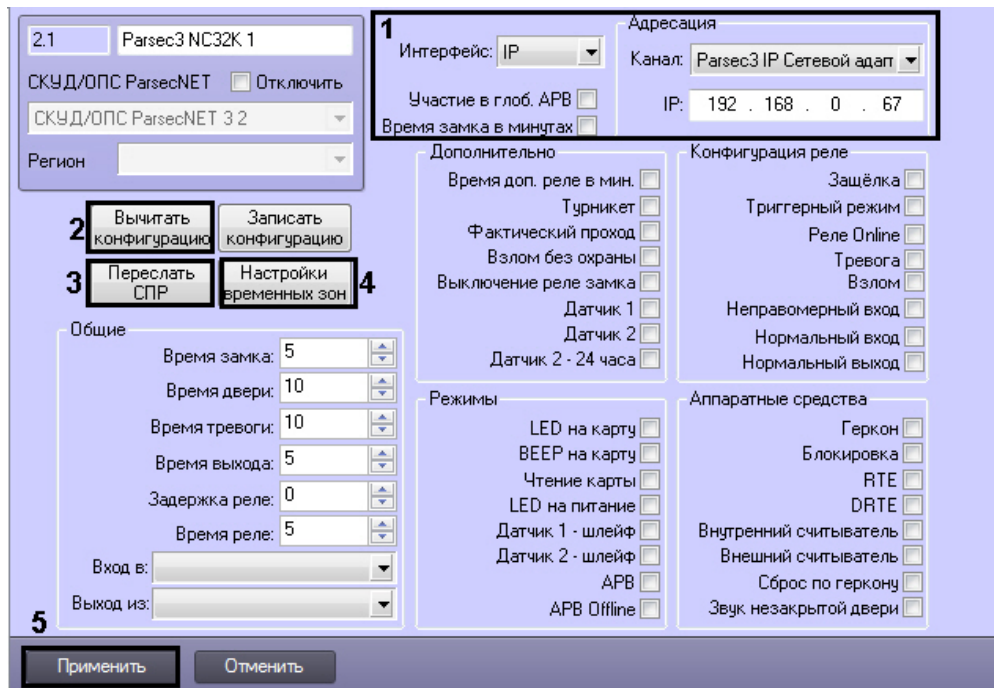 2.1 Parsec3 NC32K 1
СКУД/ОПС ParsecNET Отключить
СКУД/ОПС ParsecNET 3 2
Регион
1
Интерфейс: IP
Участие в глоб. APB
Время замка в минутах
Адресация
Канал: Parsec3 IP Сетевой адап
IP: 192 . 168 . 0 . 67
2 Вычитать конфигурацию
Записать конфигурацию
3 Переслать СПР
Настройки временных зон 4
Общие
Время замка: 5
Время двери: 10
Время тревоги: 10
Время выхода: 5
Задержка реле: 0
Время реле: 5
Вход в:
Выход из:
Дополнительно
Время доп. реле в мин.
Турникет
Фактический проход
Взлом без охраны
Выключение реле замка
Датчик 1
Датчик 2
Датчик 2 - 24 часа
Конфигурация реле
Защёлка
Триггерный режим
Реле Online
Тревога
Взлом
Неправомерный вход
Нормальный вход
Нормальный выход
Режимы
LED на карту
BEEP на карту
Чтение карты
LED на питание
Датчик 1 - шлейф
Датчик 2 - шлейф
APB
APB Offline
Аппаратные средства
Геркон
Блокировка
RTE
DRTE
Внутренний считыватель
Внешний считыватель
Сброс по геркону
Звук незакрытой двери
5
Применить Отменить